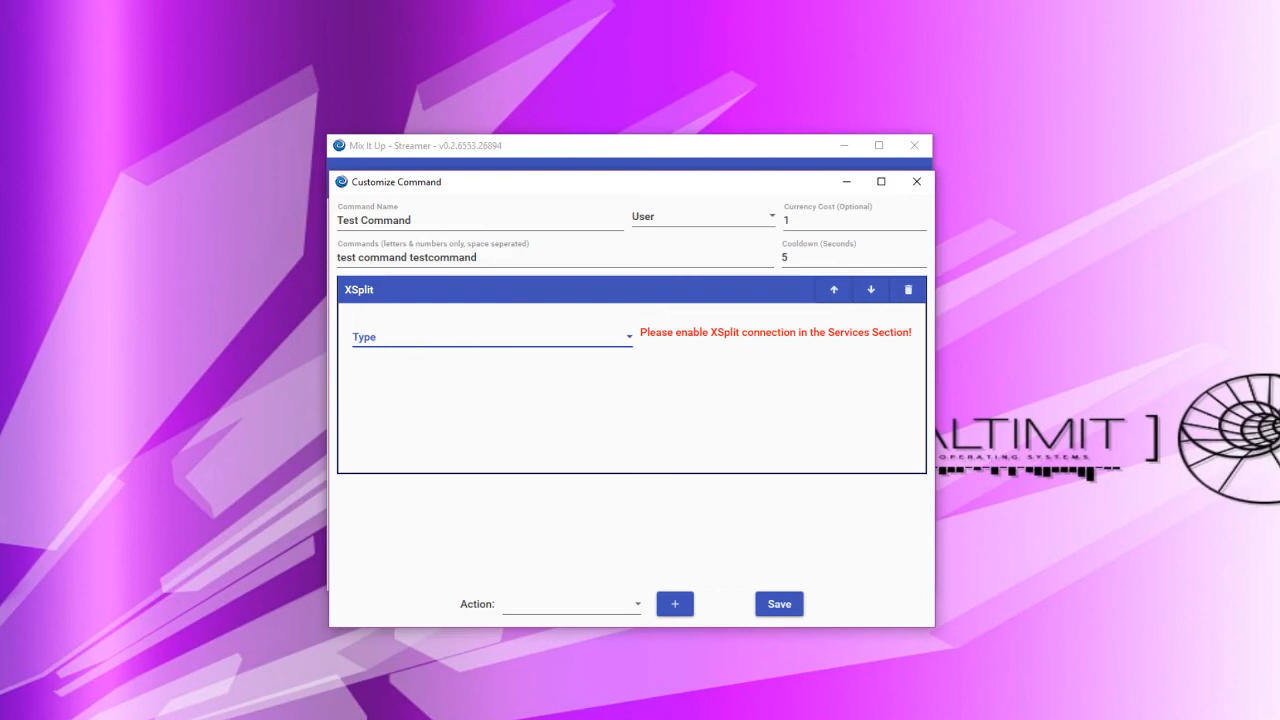 Mix It Up - Streamer - v0.2.6553.26894
Customize Command
Command Name
Test Command
User
Currency Cost (Optional)
1
Commands (letters & numbers only, space seperated)
test command testcommand
Cooldown (Seconds)
5
XSplit
Type
Please enable XSplit connection in the Services Section!
ALTIMIT ]
OPERATING SYSTEMS
Action:
+
Save